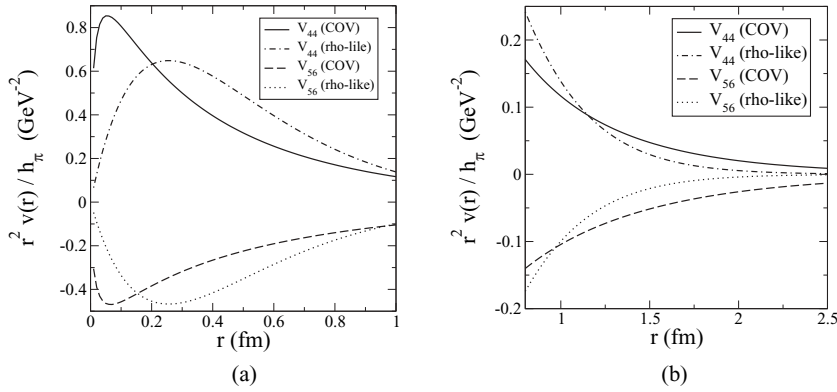 r² v(r) / hπ (GeV⁻²)
0.8
0.6
0.4
0.2
0
-0.2
-0.4
V₄₄ (COV)
V₄₄ (rho-lile)
V₅₆ (COV)
V₅₆ (rho-like)
0 0.2 0.4 0.6 0.8 1
r (fm)
(a)
r² v(r) / hπ (GeV⁻²)
0.2
0.1
0
-0.1
-0.2
V₄₄ (COV)
V₄₄ (rho-like)
V₅₆ (COV)
V₅₆ (rho-like)
1 1.5 2 2.5
r (fm)
(b)